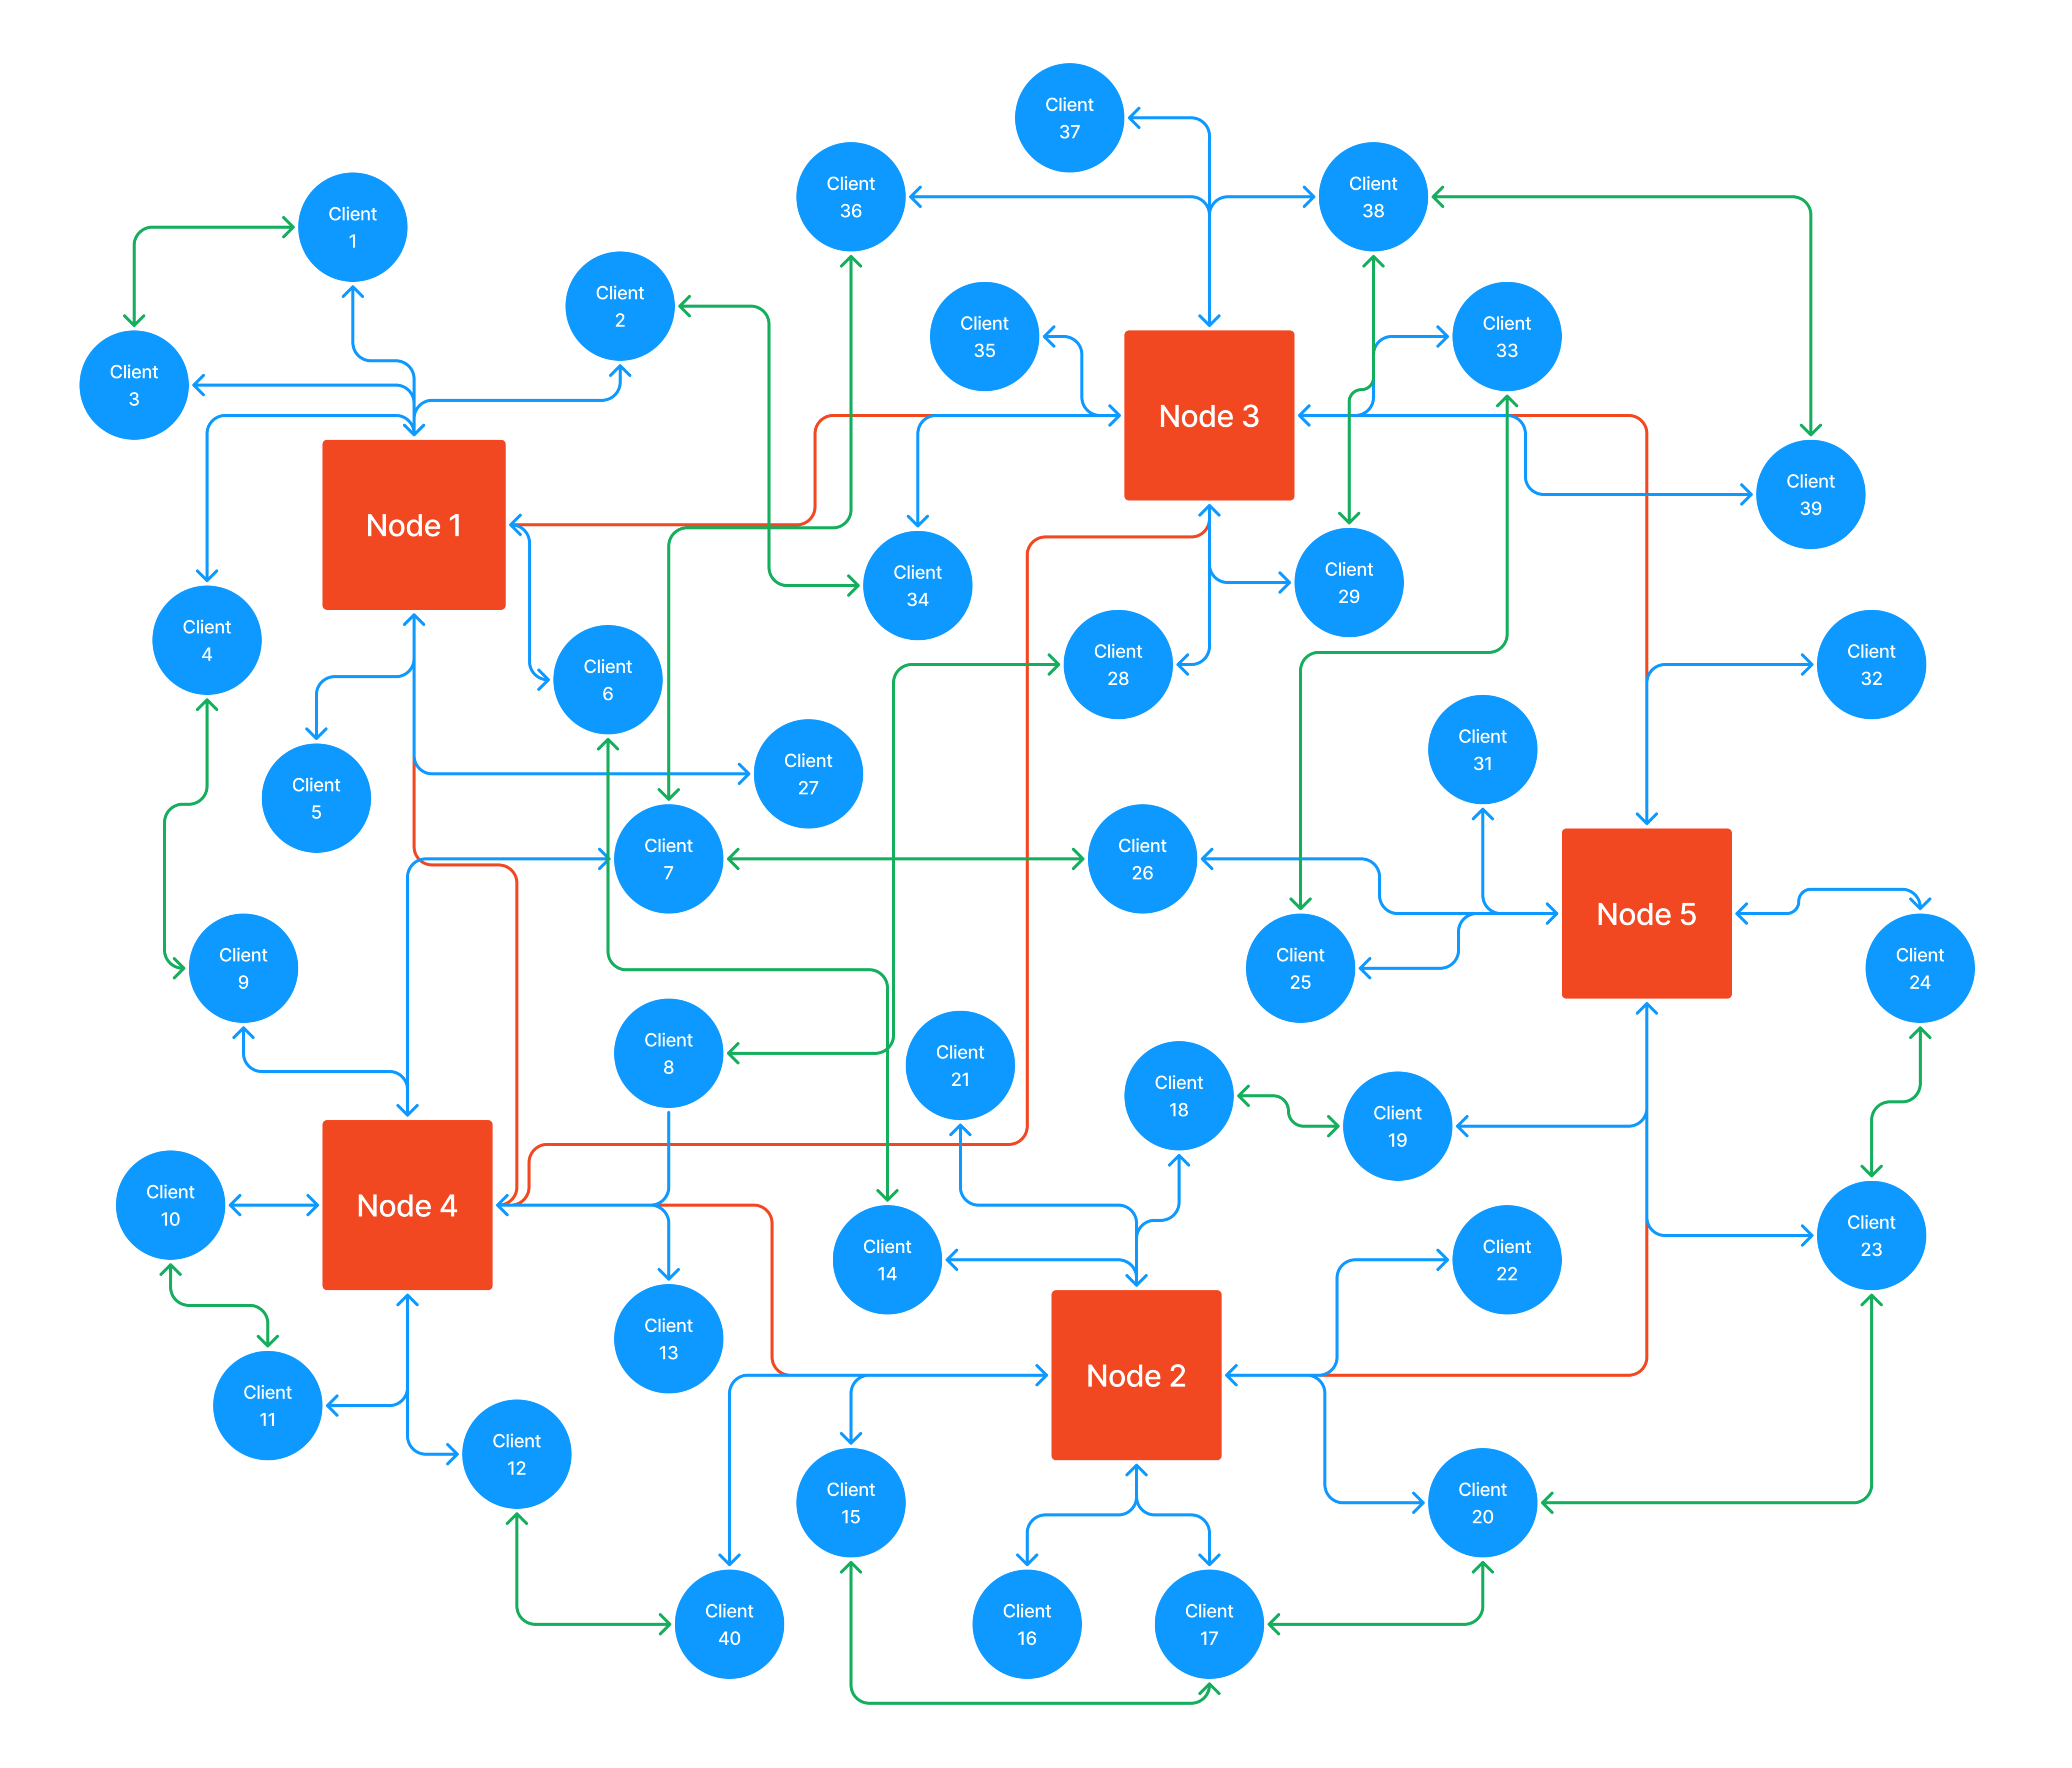 Client
37
Client
36
Client
38
Client
1
Client
2
Client
35
Client
33
Client
3
Node 3
Client
39
Node 1
Client
34
Client
29
Client
4
Client
28
Client
32
Client
6
Client
31
Client
27
Client
5
Client
7
Client
26
Node 5
Client
9
Client
25
Client
24
Client
8
Client
21
Client
18
Client
19
Client
10
Node 4
Client
23
Client
14
Client
22
Client
13
Node 2
Client
11
Client
12
Client
15
Client
20
Client
40
Client
16
Client
17